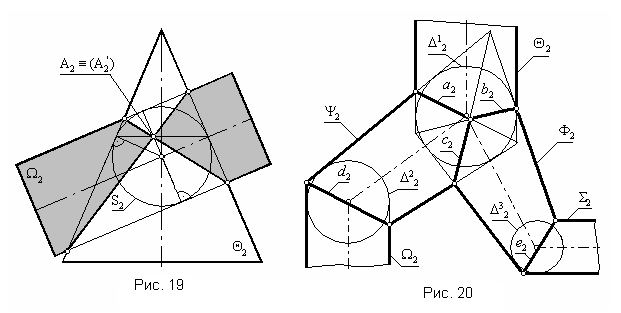 A₂ ≡ (A₂')
Ω₂
S₂
Θ₂
Рис. 19
Δ¹₂
Θ₂
a₂
b₂
Ψ₂
c₂
Φ₂
d₂
Δ²₂
Δ³₂
Σ₂
e₂
Ω₂
Рис. 20